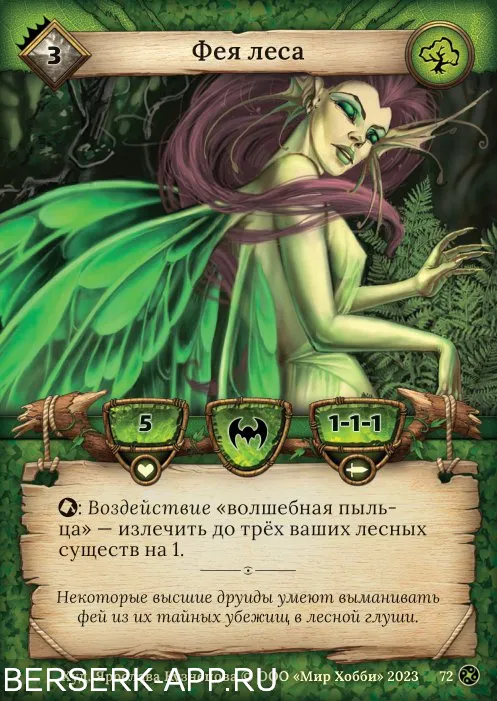 3
Фея леса
5
1-1-1
: Воздействие «волшебная пыль-
ца» — излечить до трёх ваших лесных
существ на 1.
Некоторые высшие друиды умеют выманивать
фей из их тайных убежищ в лесной глуши.
© ООО «Мир Хобби» 2023 72
BERSERK-APP.RU